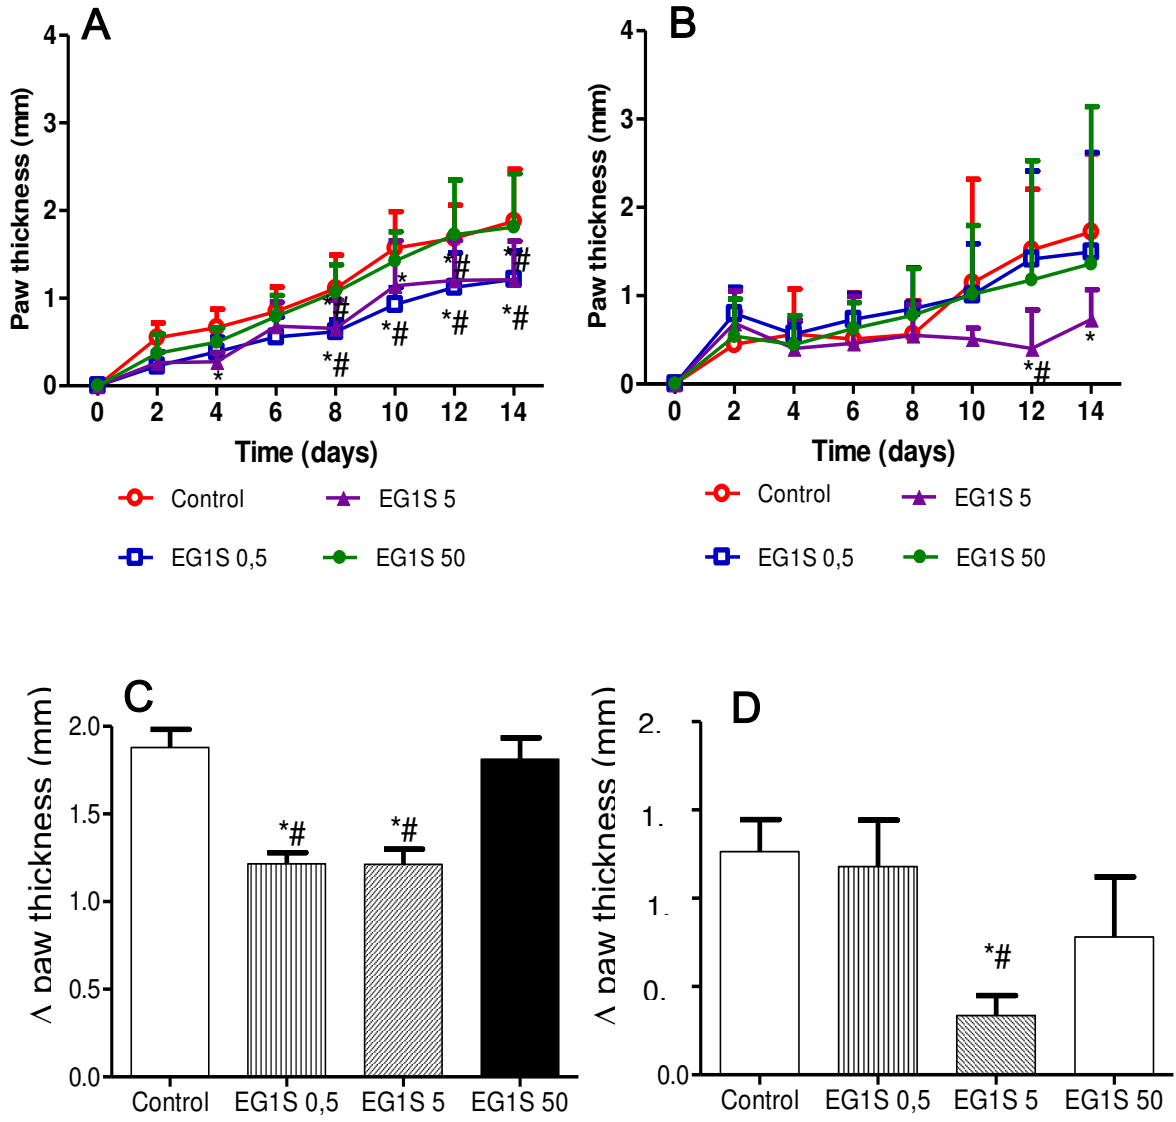 A
Paw thickness (mm)
4
3
2
1
0
*# *# *# * *# *# *# *# *
0 2 4 6 8 10 12 14
Time (days)
Control EG1S 5
EG1S 0,5 EG1S 50
B
Paw thickness (mm)
4
3
2
1
0
*# *
0 2 4 6 8 10 12 14
Time (days)
Control EG1S 5
EG1S 0,5 EG1S 50
C
Δ paw thickness (mm)
2.0
1.5
1.0
0.5
0.0
*# *#
Control EG1S 0,5 EG1S 5 EG1S 50
D
Δ paw thickness (mm)
2.
1.
1.
0.
0.0
*#
Control EG1S 0,5 EG1S 5 EG1S 50